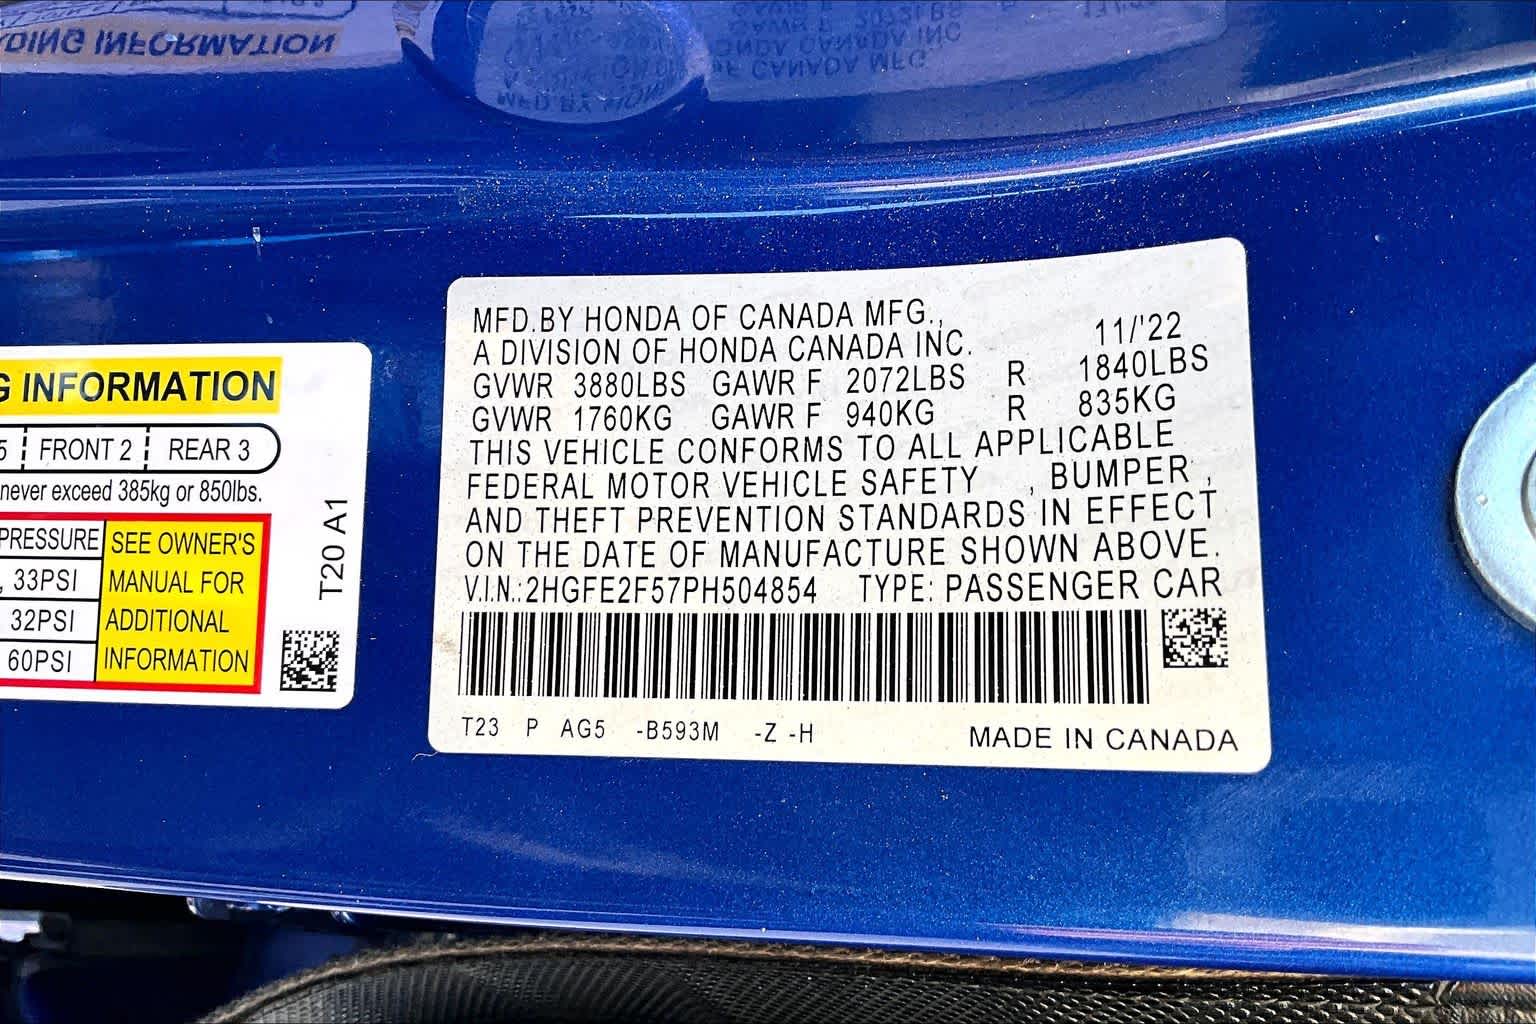 G INFORMATION
5 FRONT 2 REAR 3
never exceed 385kg or 850lbs.
PRESSURE
, 33PSI
32PSI
60PSI
SEE OWNER'S
MANUAL FOR
ADDITIONAL
INFORMATION
T20 A1
MFD.BY HONDA OF CANADA MFG.,
A DIVISION OF HONDA CANADA INC. 11/'22
GVWR 3880LBS GAWR F 2072LBS R 1840LBS
GVWR 1760KG GAWR F 940KG R 835KG
THIS VEHICLE CONFORMS TO ALL APPLICABLE
FEDERAL MOTOR VEHICLE SAFETY , BUMPER ,
AND THEFT PREVENTION STANDARDS IN EFFECT
ON THE DATE OF MANUFACTURE SHOWN ABOVE.
V.I.N.:2HGFE2F57PH504854 TYPE: PASSENGER CAR
T23 P AG5 -B593M -Z -H MADE IN CANADA